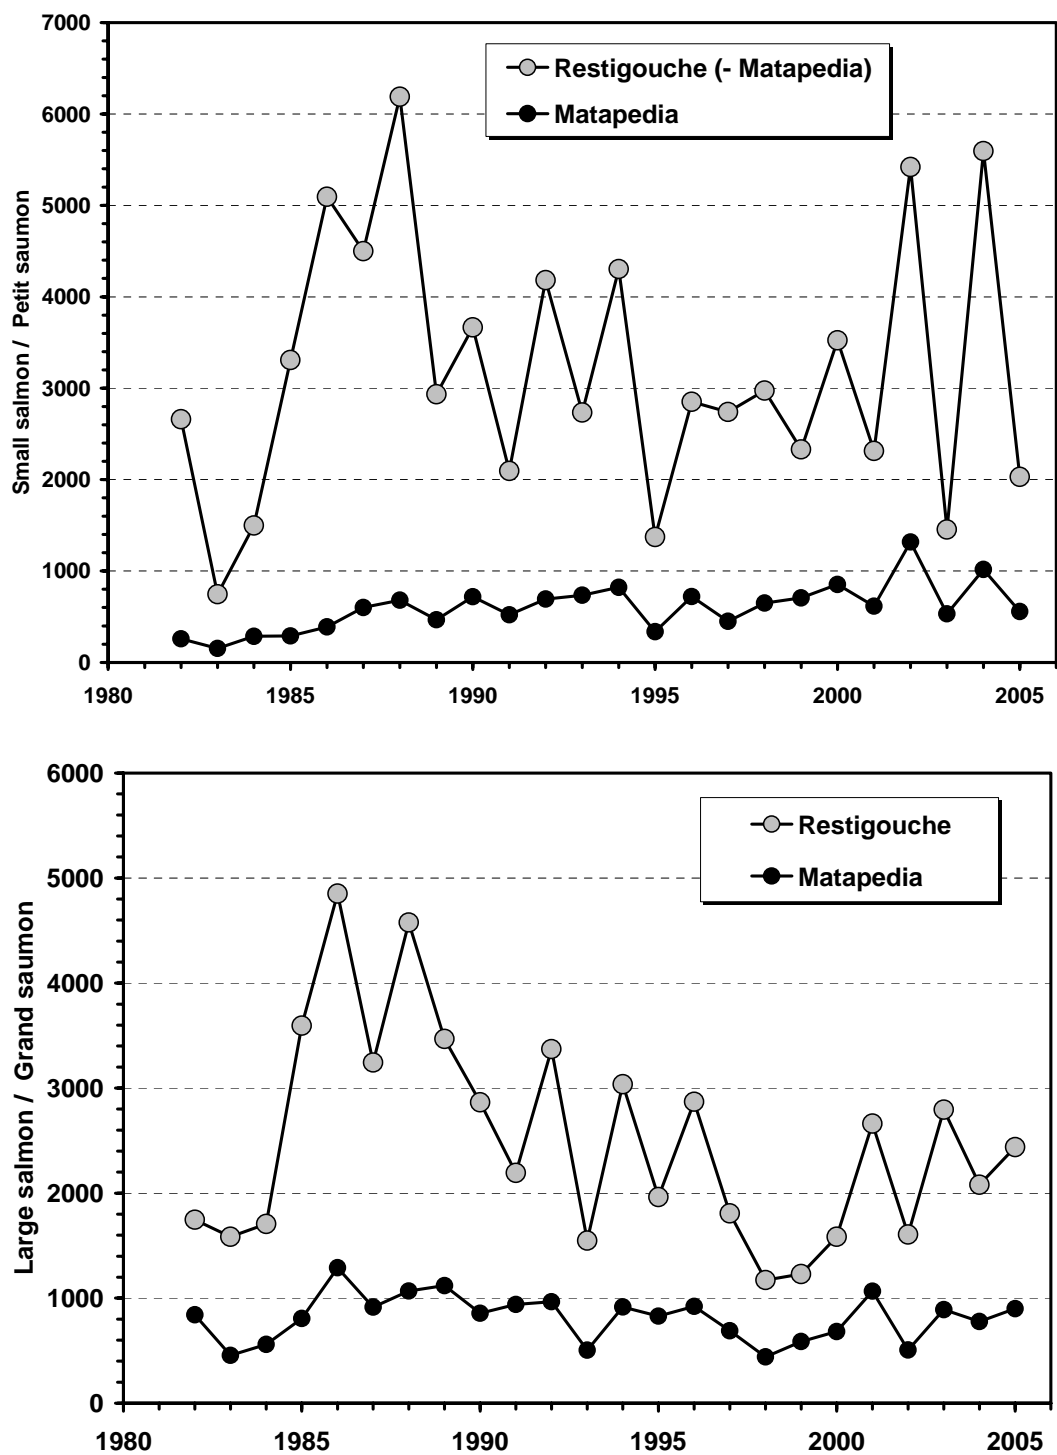 7000
6000
5000
4000
3000
2000
1000
0
Small salmon / Petit saumon
Restigouche (- Matapedia)
Matapedia
1980 1985 1990 1995 2000 2005
6000
5000
4000
3000
2000
1000
0
Large salmon / Grand saumon
Restigouche
Matapedia
1980 1985 1990 1995 2000 2005